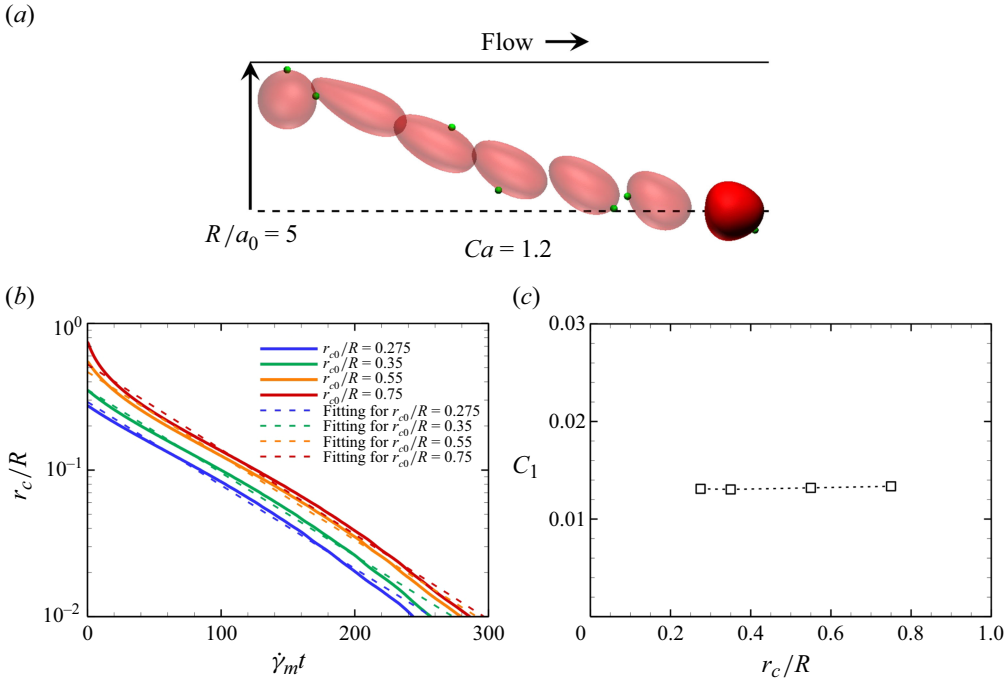 (a)
Flow
R/a₀ = 5
Ca = 1.2
(b)
10⁰
10⁻¹
10⁻²
r_c/R
0
100
200
300
γ̇_m t
r_c0/R = 0.275
r_c0/R = 0.35
r_c0/R = 0.55
r_c0/R = 0.75
Fitting for r_c0/R = 0.275
Fitting for r_c0/R = 0.35
Fitting for r_c0/R = 0.55
Fitting for r_c0/R = 0.75
(c)
0.03
0.02
0.01
C₁
0
0.2
0.4
0.6
0.8
1.0
r_c/R